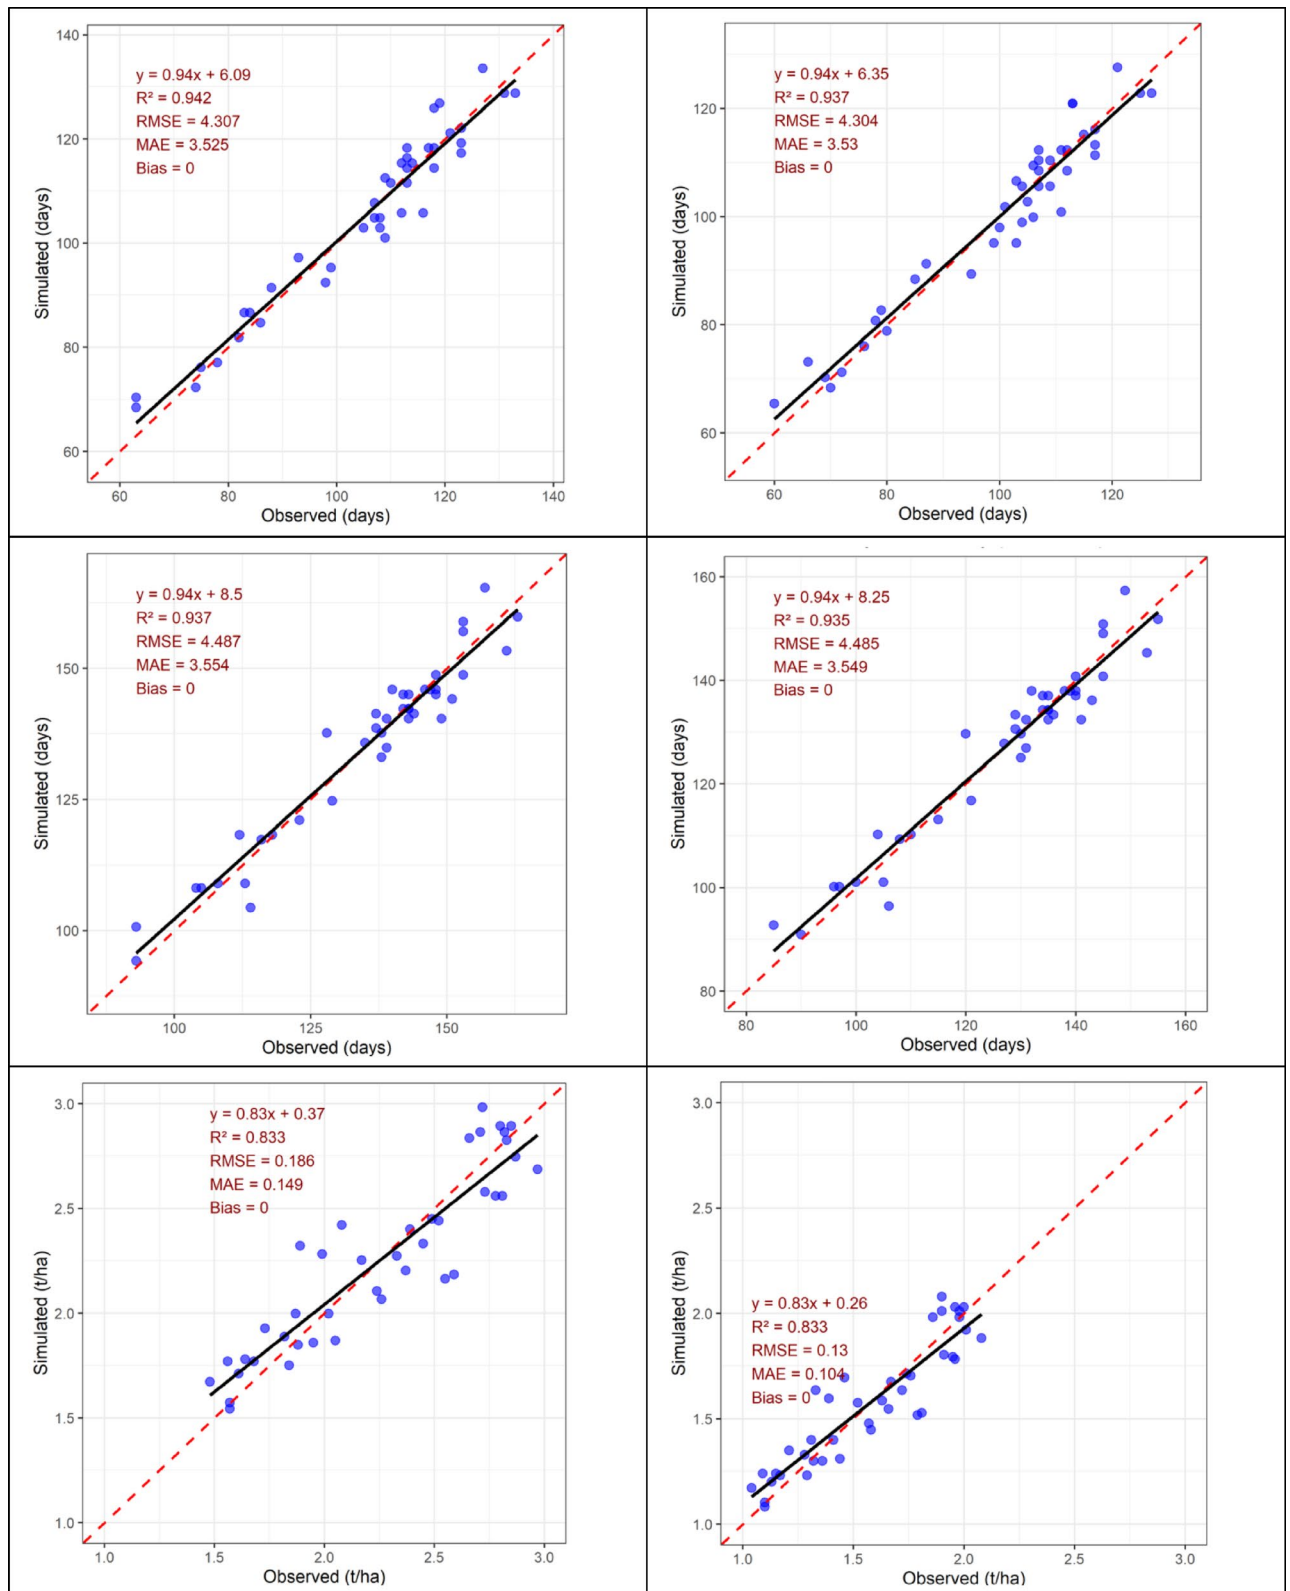 140
120
100
80
60
60
80
100
120
140
Simulated (days)
Observed (days)
y = 0.94x + 6.09
R² = 0.942
RMSE = 4.307
MAE = 3.525
Bias = 0
120
100
80
60
60
80
100
120
Simulated (days)
Observed (days)
y = 0.94x + 6.35
R² = 0.937
RMSE = 4.304
MAE = 3.53
Bias = 0
150
125
100
100
125
150
Simulated (days)
Observed (days)
y = 0.94x + 8.5
R² = 0.937
RMSE = 4.487
MAE = 3.554
Bias = 0
160
140
120
100
80
80
100
120
140
160
Simulated (days)
Observed (days)
y = 0.94x + 8.25
R² = 0.935
RMSE = 4.485
MAE = 3.549
Bias = 0
3.0
2.5
2.0
1.5
1.0
1.0
1.5
2.0
2.5
3.0
Simulated (t/ha)
Observed (t/ha)
y = 0.83x + 0.37
R² = 0.833
RMSE = 0.186
MAE = 0.149
Bias = 0
3.0
2.5
2.0
1.5
1.0
1.0
1.5
2.0
2.5
3.0
Simulated (t/ha)
Observed (t/ha)
y = 0.83x + 0.26
R² = 0.833
RMSE = 0.13
MAE = 0.104
Bias = 0